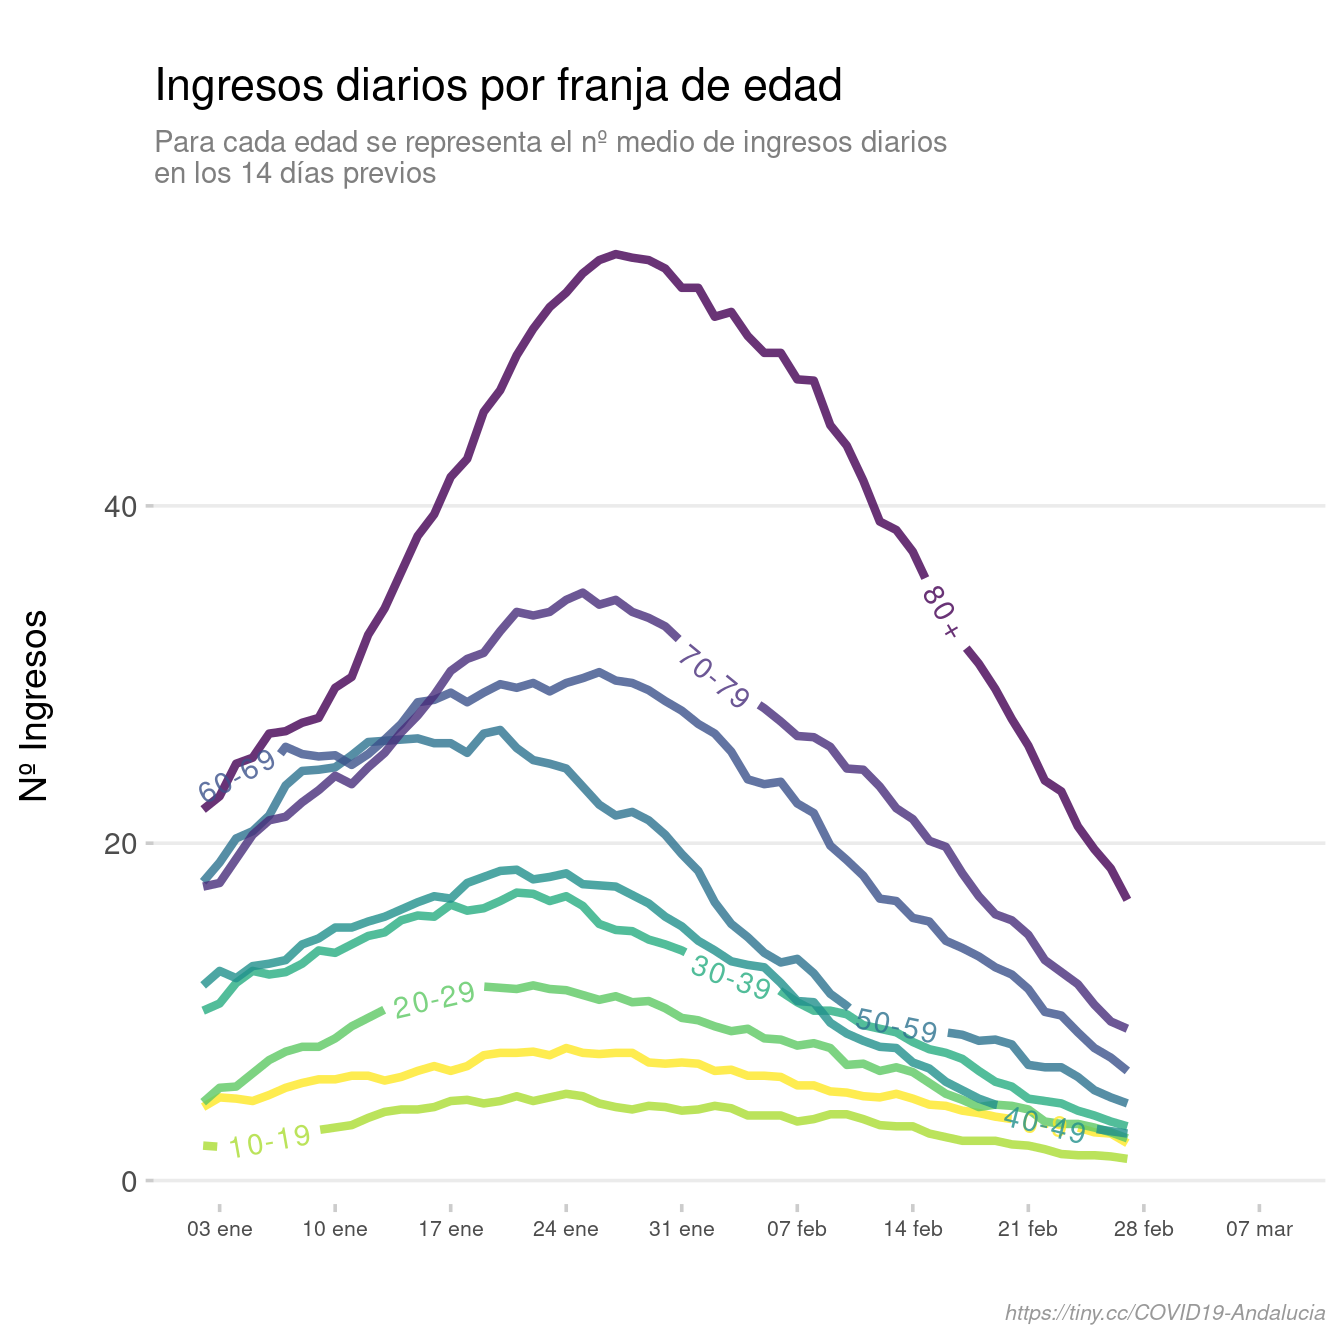 Ingresos diarios por franja de edad
Para cada edad se representa el nº medio de ingresos diarios
en los 14 días previos
Nº Ingresos
40
20
0
80+
70-79
60-69
30-39
20-29
50-59
40-49
10-19
03 ene
10 ene
17 ene
24 ene
31 ene
07 feb
14 feb
21 feb
28 feb
07 mar
https://tiny.cc/COVID19-Andalucia